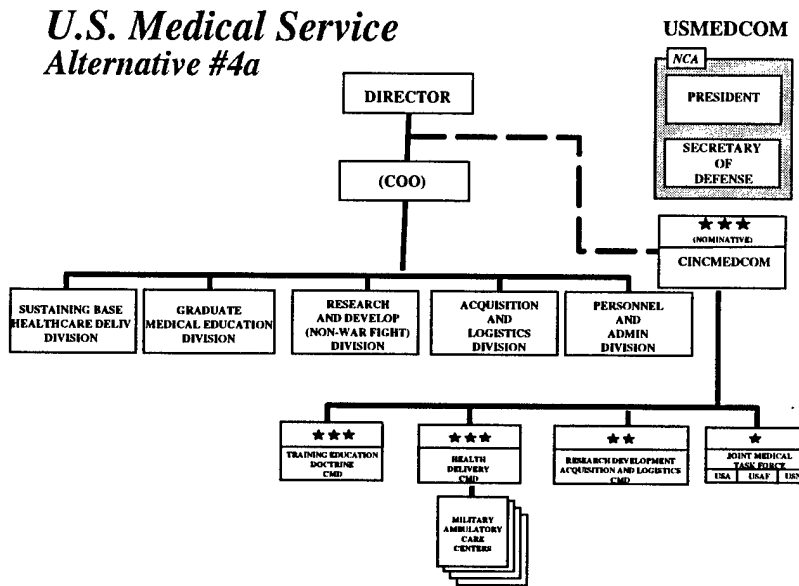 U.S. Medical Service
Alternative #4a
USMEDCOM
NCA
PRESIDENT
SECRETARY
OF
DEFENSE
DIRECTOR
(COO)
★ ★ ★
(NOMINATIVE)
CINCMEDCOM
SUSTAINING BASE
HEALTHCARE DELIV
DIVISION
GRADUATE
MEDICAL EDUCATION
DIVISION
RESEARCH
AND DEVELOP
(NON-WAR FIGHT)
DIVISION
ACQUISITION
AND
LOGISTICS
DIVISION
PERSONNEL
AND
ADMIN
DIVISION
★ ★ ★
TRAINING EDUCATION
DOCTRINE
CMD
★ ★ ★
HEALTH
DELIVERY
CMD
★ ★
RESEARCH DEVELOPMENT
ACQUISITION AND LOGISTICS
CMD
★
JOINT MEDICAL
TASK FORCE
USA USAF USN
MILITARY
AMBULATORY
CARE
CENTERS